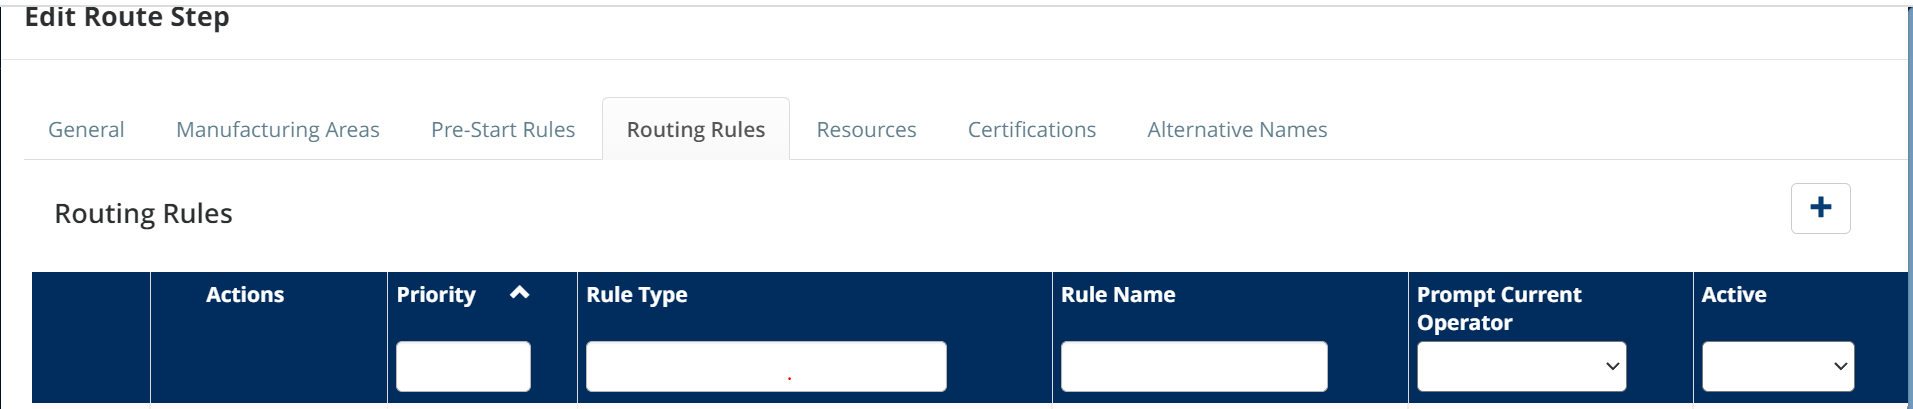 Edit Route Step
General Manufacturing Areas Pre-Start Rules Routing Rules Resources Certifications Alternative Names
Routing Rules
Actions Priority Rule Type Rule Name Prompt Current Operator Active